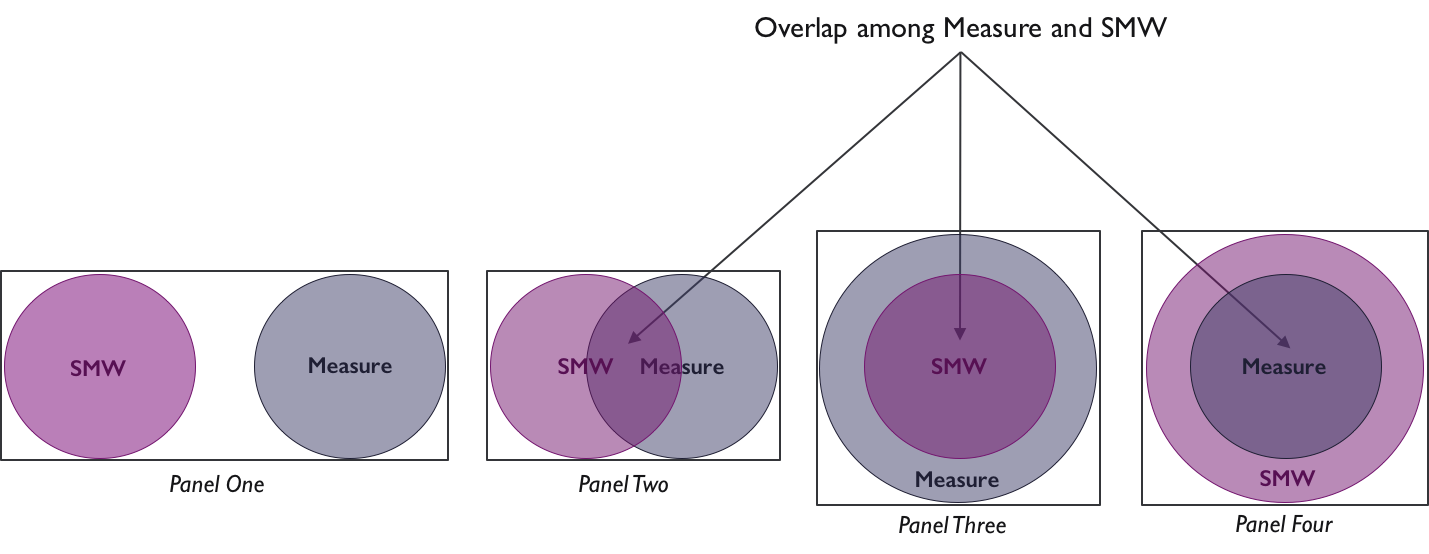 Overlap among Measure and SMW
SMW
Measure
Panel One
SMW
Measure
Panel Two
SMW
Measure
Panel Three
Measure
SMW
Panel Four